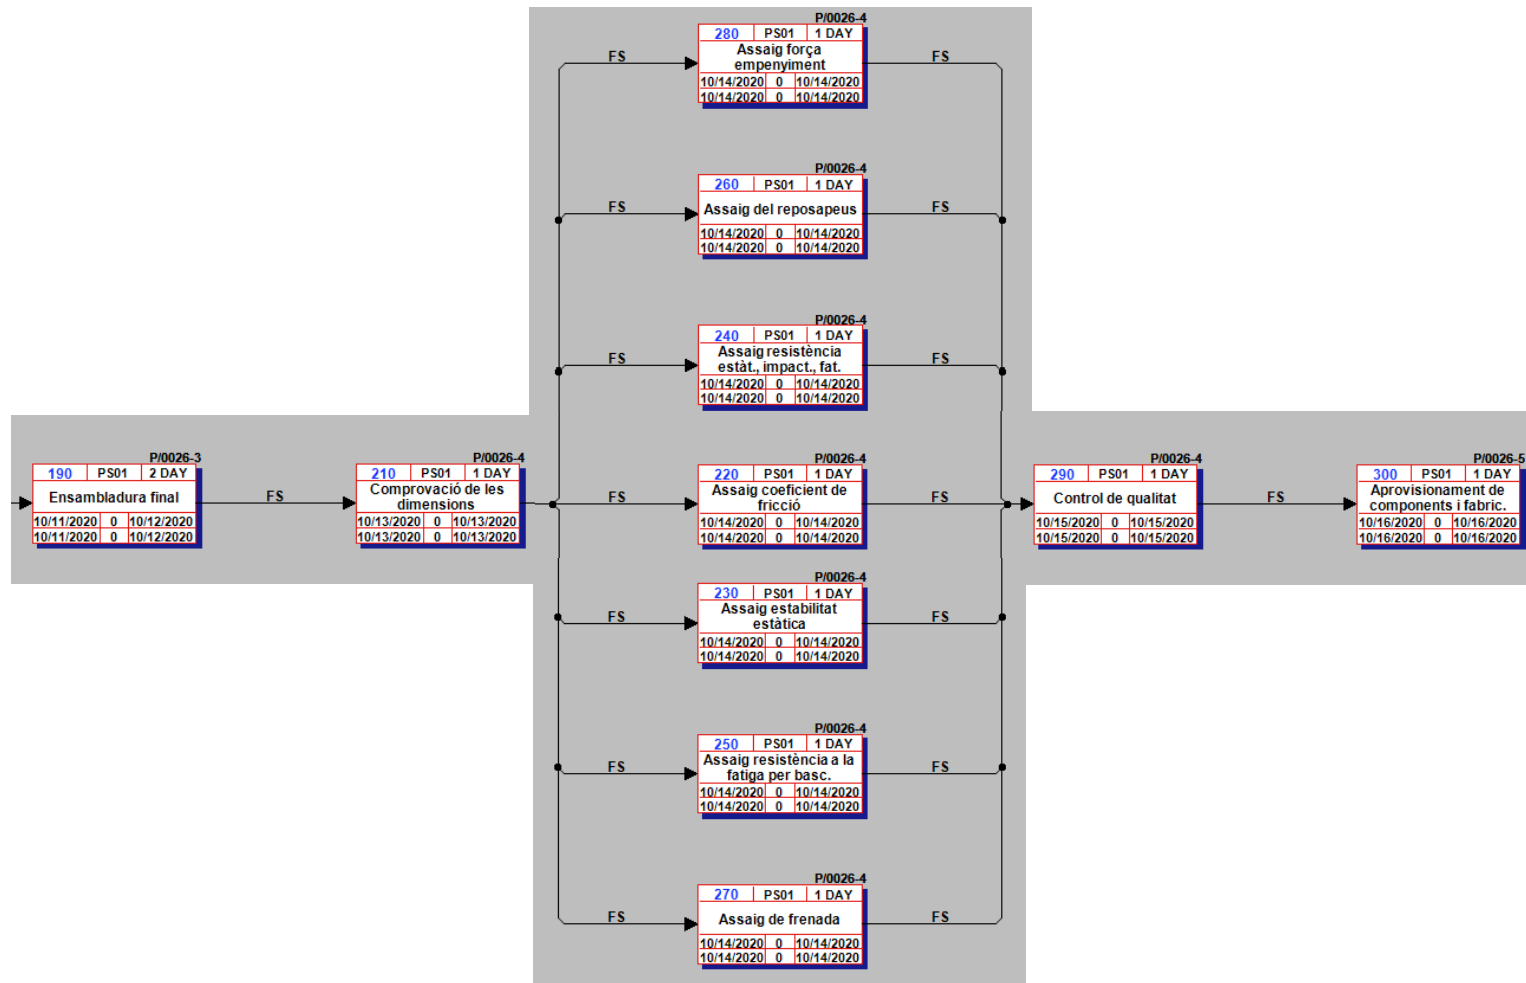 P/0026-3
190 PS01 2 DAY
Ensambladura final
10/11/2020 0 10/12/2020
10/11/2020 0 10/12/2020
FS
P/0026-4
210 PS01 1 DAY
Comprovació de les
dimensions
10/13/2020 0 10/13/2020
10/13/2020 0 10/13/2020
FS
P/0026-4
280 PS01 1 DAY
Assaig força
empenyiment
10/14/2020 0 10/14/2020
10/14/2020 0 10/14/2020
FS
FS
P/0026-4
260 PS01 1 DAY
Assaig del reposapeus
10/14/2020 0 10/14/2020
10/14/2020 0 10/14/2020
FS
FS
P/0026-4
240 PS01 1 DAY
Assaig resistència
estàt., impact., fat.
10/14/2020 0 10/14/2020
10/14/2020 0 10/14/2020
FS
FS
P/0026-4
220 PS01 1 DAY
Assaig coeficient de
fricció
10/14/2020 0 10/14/2020
10/14/2020 0 10/14/2020
FS
FS
P/0026-4
230 PS01 1 DAY
Assaig estabilitat
estàtica
10/14/2020 0 10/14/2020
10/14/2020 0 10/14/2020
FS
FS
P/0026-4
250 PS01 1 DAY
Assaig resistència a la
fatiga per basc.
10/14/2020 0 10/14/2020
10/14/2020 0 10/14/2020
FS
FS
P/0026-4
270 PS01 1 DAY
Assaig de frenada
10/14/2020 0 10/14/2020
10/14/2020 0 10/14/2020
FS
P/0026-4
290 PS01 1 DAY
Control de qualitat
10/15/2020 0 10/15/2020
10/15/2020 0 10/15/2020
FS
P/0026-5
300 PS01 1 DAY
Aprovisionament de
components i fabric.
10/16/2020 0 10/16/2020
10/16/2020 0 10/16/2020